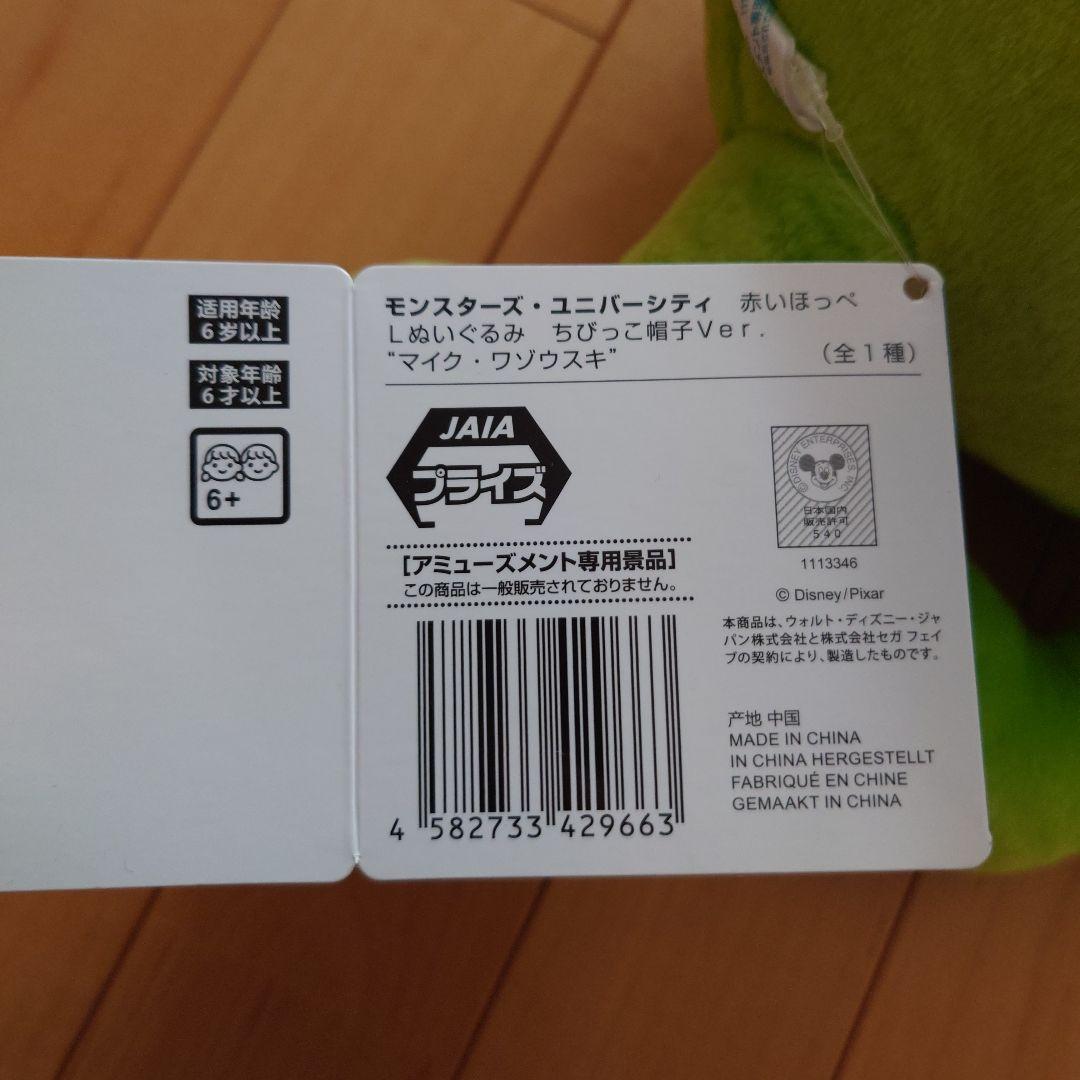 适用年龄
6岁以上
対象年齢
6才以上
6+
モンスターズ・ユニバーシティ　赤いほっぺ
Lぬいぐるみ　ちびっこ帽子Ver.
“マイク・ワゾウスキ”　（全１種）
JAIA
プライズ
[アミューズメント専用景品]
この商品は一般販売されておりません。
4 582733 429663
©DISNEY ENTERPRISES, INC.
日本国内
販売許可
540
1113346
© Disney/Pixar
本商品は、ウォルト・ディズニー・ジャ
パン株式会社と株式会社セガ フェイ
ブの契約により、製造したものです。
产地 中国
MADE IN CHINA
IN CHINA HERGESTELLT
FABRIQUÉ EN CHINE
GEMAAKT IN CHINA